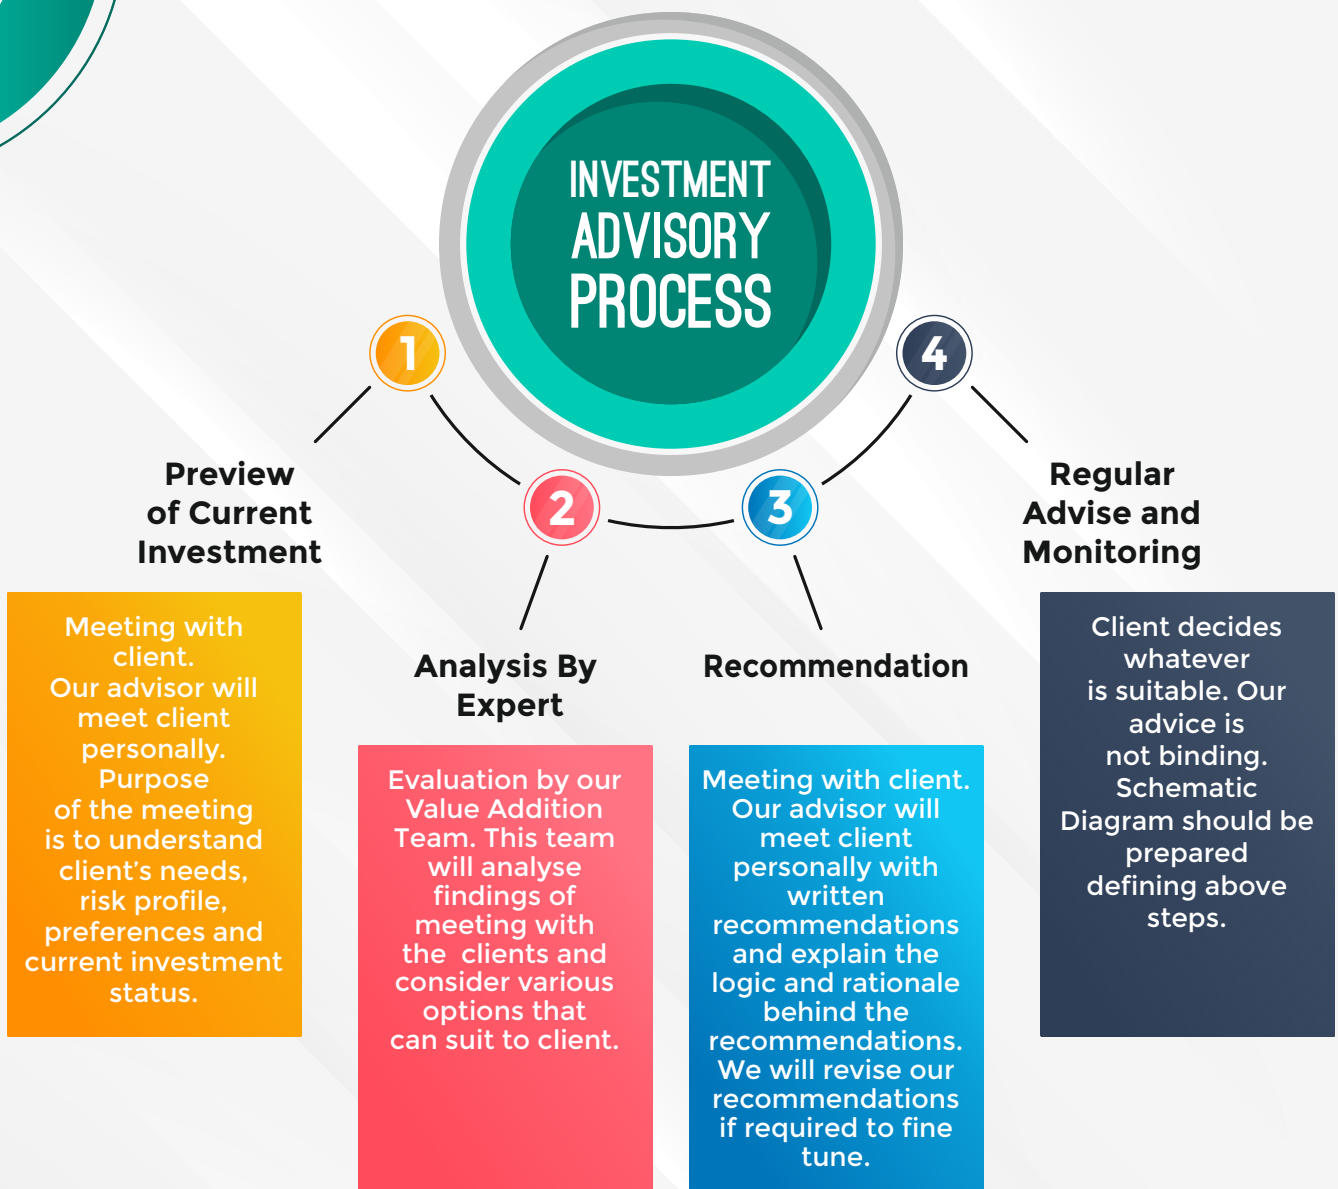 INVESTMENT
ADVISORY
PROCESS
1
Preview
of Current
Investment
Meeting with
client.
Our advisor will
meet client
personally.
Purpose
of the meeting
is to understand
client's needs,
risk profile,
preferences and
current investment
status.
2
Analysis By
Expert
Evaluation by our
Value Addition
Team. This team
will analyse
findings of
meeting with
the clients and
consider various
options that
can suit to client.
3
Recommendation
Meeting with client.
Our advisor will
meet client
personally with
written
recommendations
and explain the
logic and rationale
behind the
recommendations.
We will revise our
recommendations
if required to fine
tune.
4
Regular
Advise and
Monitoring
Client decides
whatever
is suitable. Our
advice is
not binding.
Schematic
Diagram should be
prepared
defining above
steps.